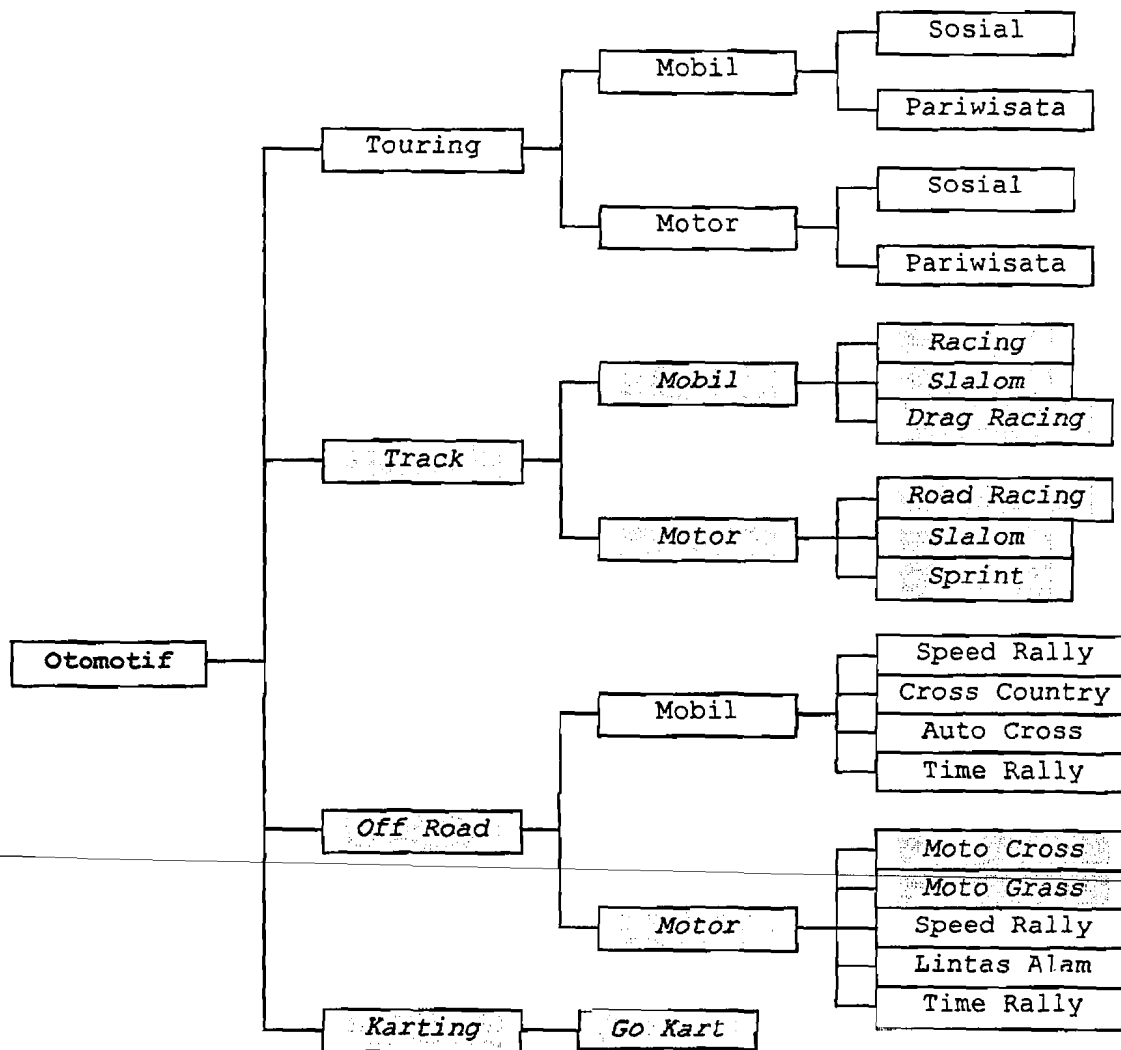 Sosial
Mobil
Pariwisata
Touring
Sosial
Motor
Pariwisata
Racing
Mobil
Slalom
Drag Racing
Track
Road Racing
Motor
Slalom
Sprint
Otomotif
Speed Rally
Cross Country
Mobil
Auto Cross
Time Rally
Off Road
Moto Cross
Moto Grass
Motor
Speed Rally
Lintas Alam
Time Rally
Karting
Go Kart